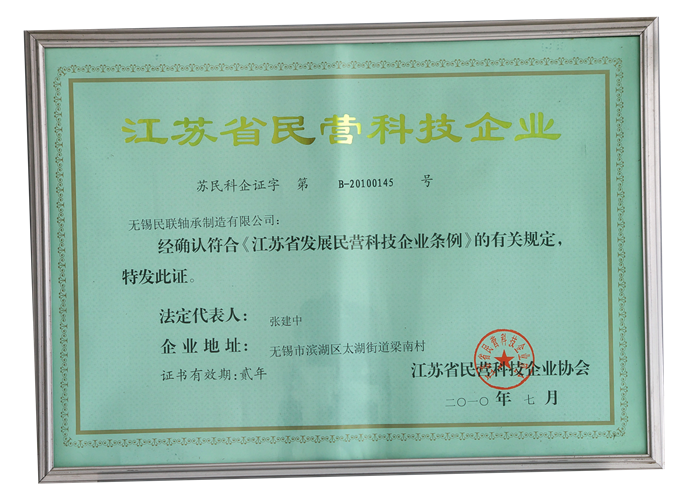 江苏省民营科技企业
苏民科企证字 第 B-20100145 号
无锡民联轴承制造有限公司：
经确认符合《江苏省发展民营科技企业条例》的有关规定，
特发此证。
法定代表人： 张建中
企业地址： 无锡市滨湖区太湖街道梁南村
证书有效期：贰年
江苏省民营科技企业协会
二〇一〇年 七月